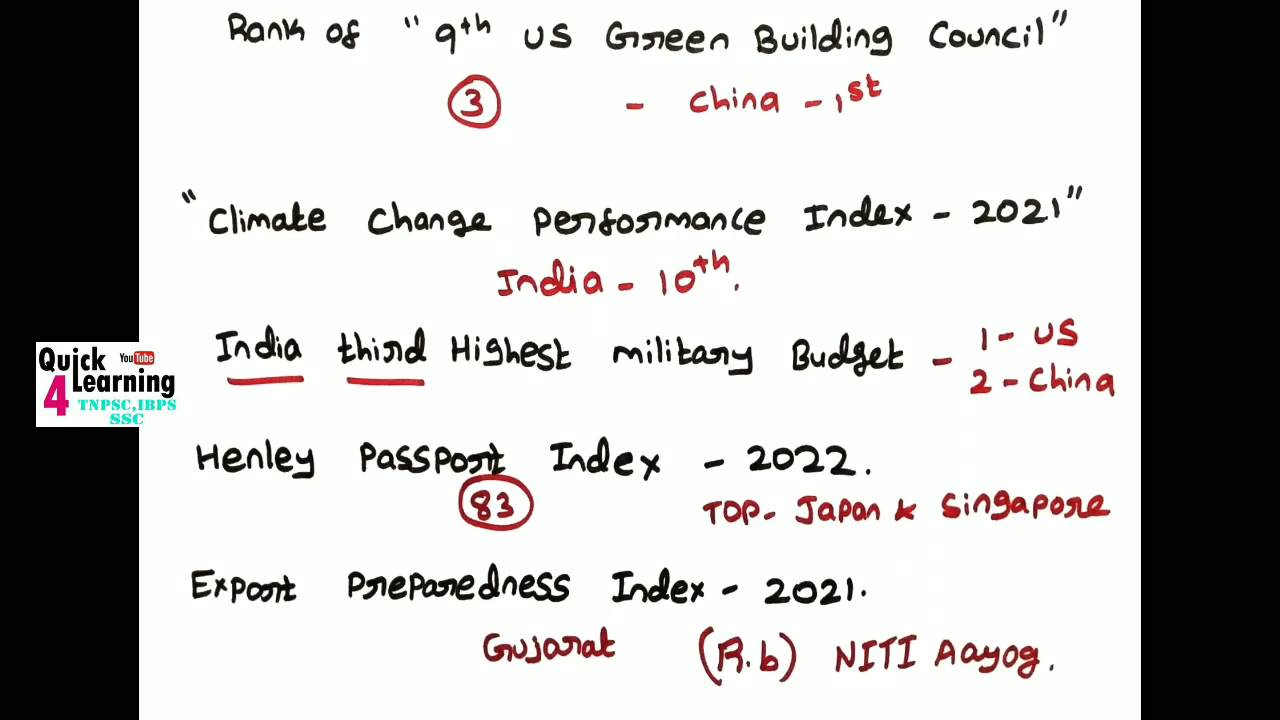 Rank of "9th US Green Building Council"
3 - China - 1st
"Climate Change Performance Index - 2021"
India - 10th.
India third Highest military Budget - 1 - US
2 - China
Quick YouTube
4 Learning
TNPSC,IBPS
SSC
Henley Passport Index - 2022.
83 TOP - Japan & Singapore
Export Preparedness Index - 2021.
Gujarat (R.b) NITI Aayog.